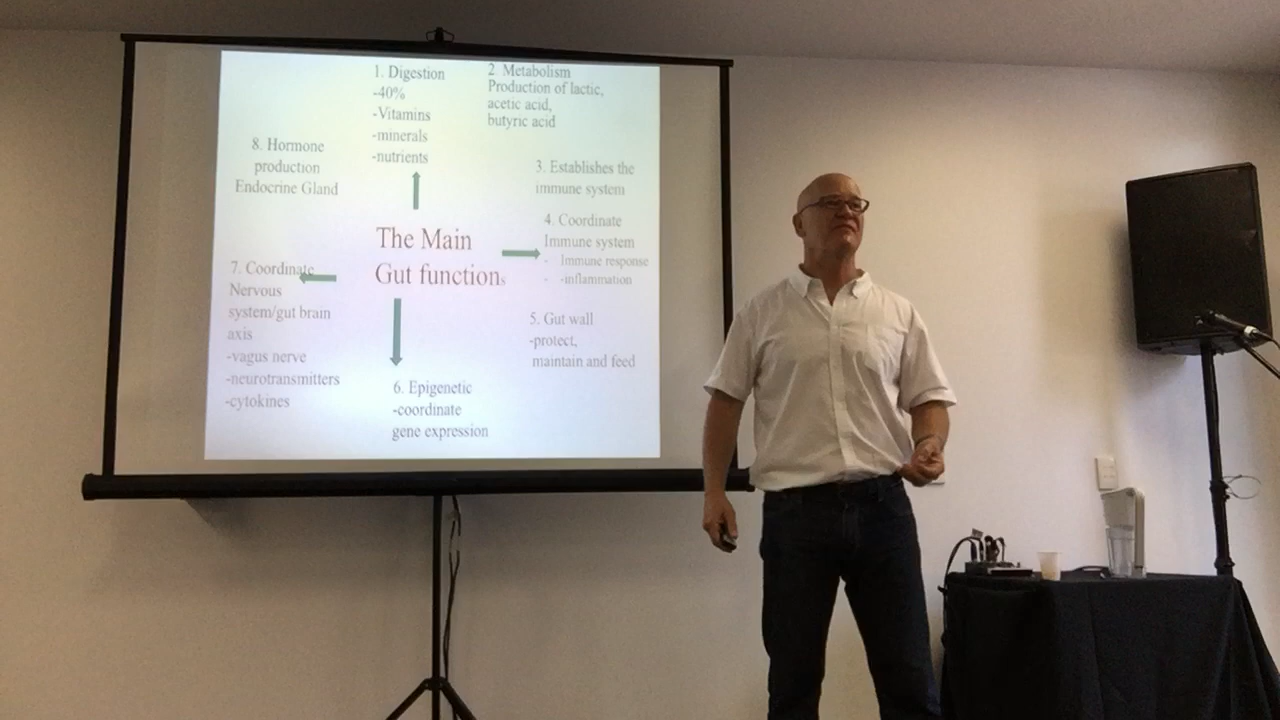 1. Digestion
-40%
-Vitamins
-minerals
-nutrients
2. Metabolism
Production of lactic,
acetic acid,
butyric acid
3. Establishes the
immune system
4. Coordinate
Immune system
- Immune response
- -inflammation
5. Gut wall
-protect,
maintain and feed
6. Epigenetic
-coordinate
gene expression
7. Coordinate
Nervous
system/gut brain
axis
-vagus nerve
-neurotransmitters
-cytokines
8. Hormone
production
Endocrine Gland
The Main
Gut functions